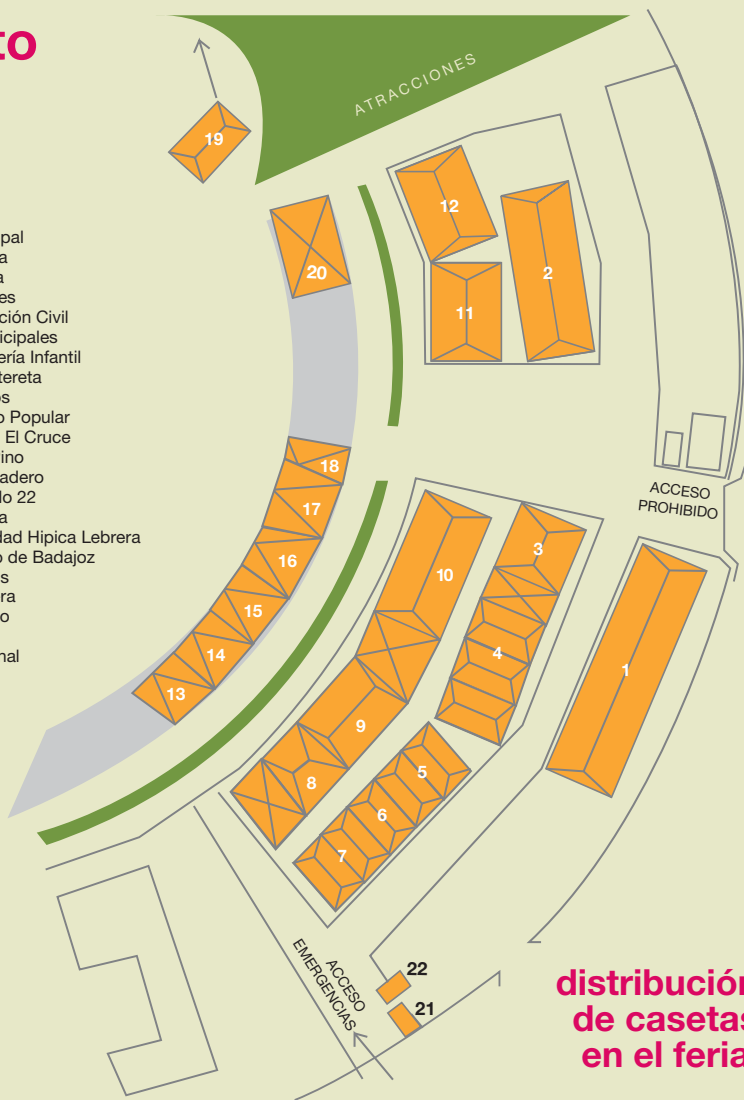 to
pal
a
a
es
ción Civil
icipales
ería Infantil
tereta
os
o Popular
El Cruce
ino
adero
lo 22
a
dad Hipica Lebrera
o de Badajoz
s
ra
o
nal
ATRACCIONES
19
20
12
2
11
18
17
16
15
14
13
ACCESO
PROHIBIDO
10
3
4
1
9
8
5
6
7
ACCESO
EMERGENCIAS
22
21
distribución
de casetas
en el feria